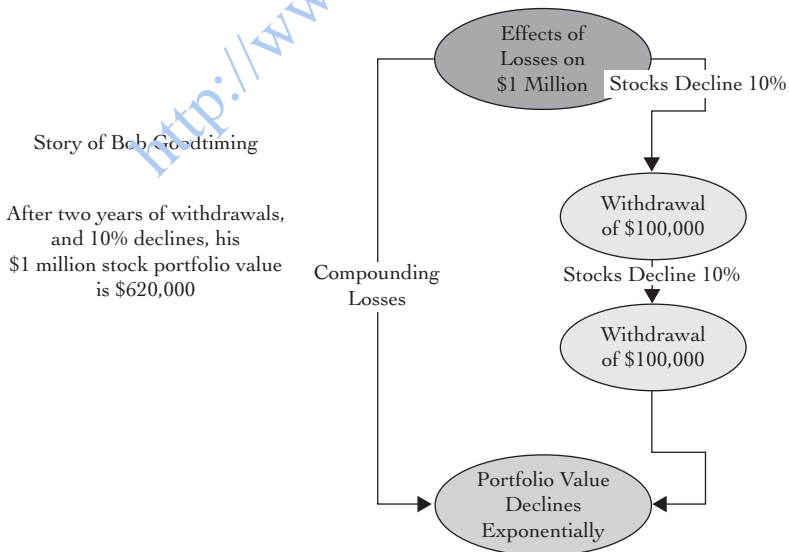 http://ww
Effects of
Losses on
$1 Million
Stocks Decline 10%
Story of Bob Goodtiming
After two years of withdrawals,
and 10% declines, his
$1 million stock portfolio value
is $620,000
Withdrawal
of $100,000
Compounding
Losses
Stocks Decline 10%
Withdrawal
of $100,000
Portfolio Value
Declines
Exponentially